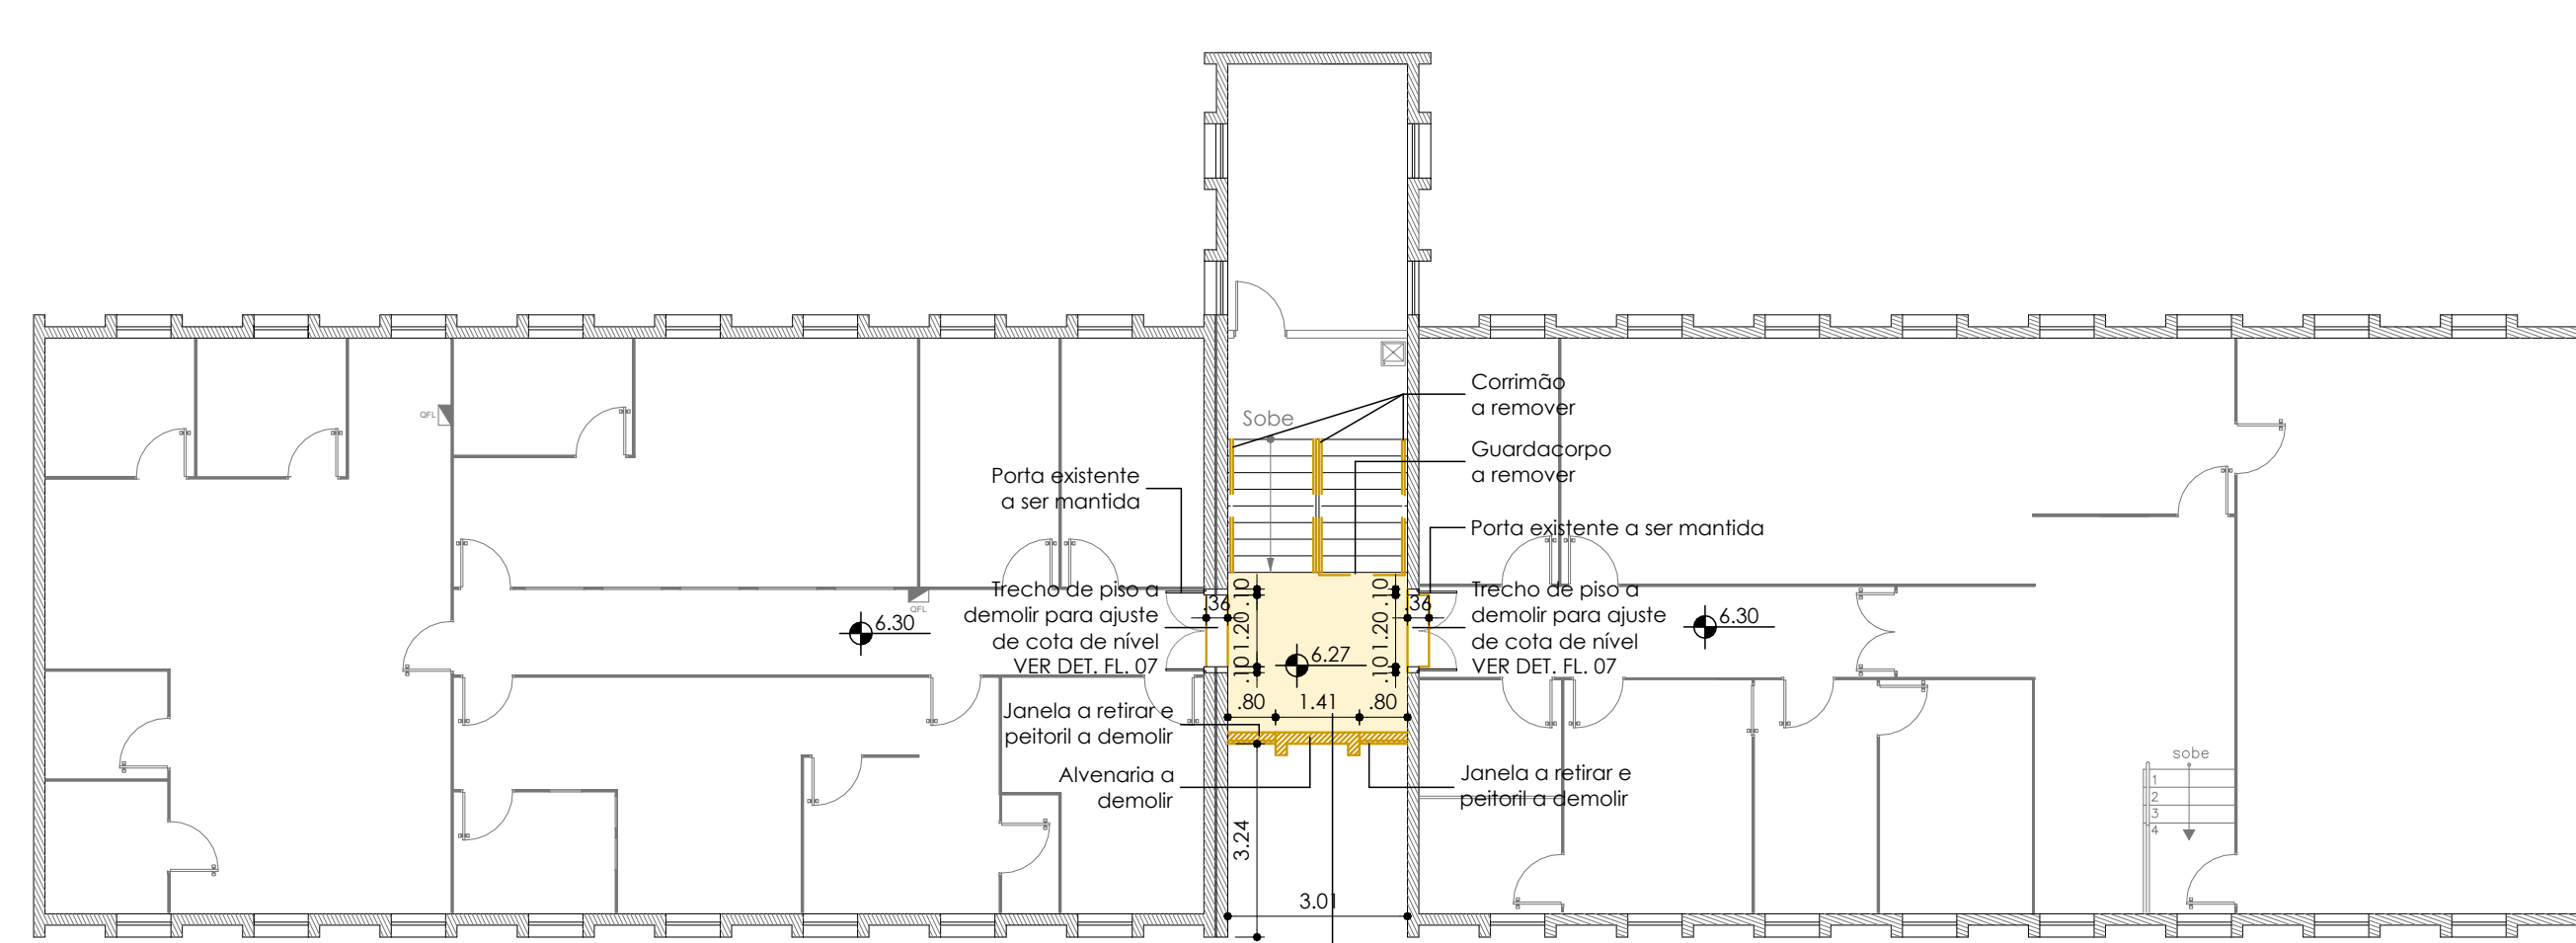 Corrimão
a remover
QFL
Sobe
Guardacorpo
a remover
Porta existente
a ser mantida
Porta existente a ser mantida
Trecho de piso a
demolir para ajuste
de cota de nível
VER DET. FL. 07
QFL
6.30
.36
.10
1.20
.10
6.27
.10
1.20
.10
.36
Trecho de piso a
demolir para ajuste
de cota de nível
VER DET. FL. 07
6.30
.80
1.41
.80
Janela a retirar e
peitoril a demolir
Alvenaria a
demolir
Janela a retirar e
peitoril a demolir
sobe
1
2
3
4
3.24
3.01